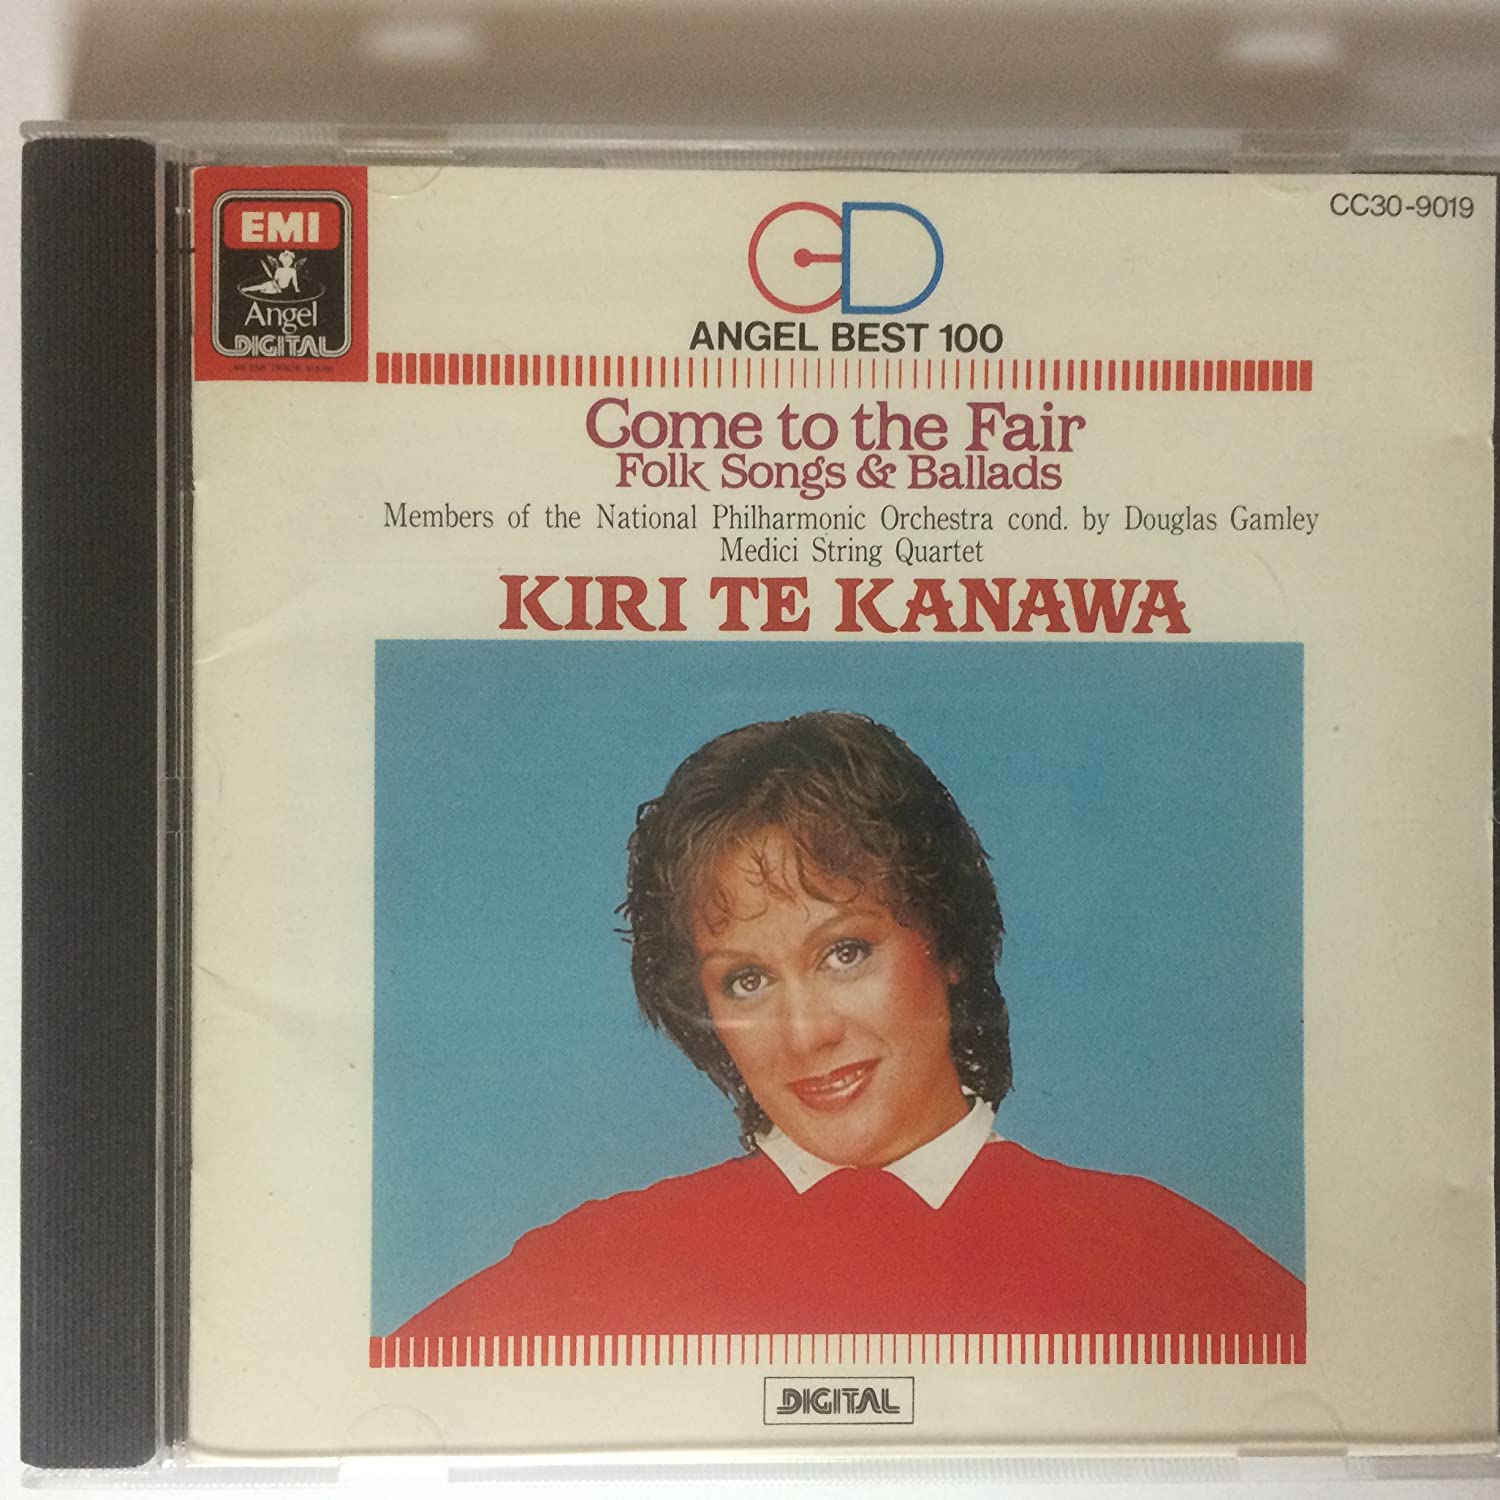 EMI
Angel
DIGITAL
CC30-9019
CD
ANGEL BEST 100
Come to the Fair
Folk Songs & Ballads
Members of the National Philharmonic Orchestra cond. by Douglas Gamley
Medici String Quartet
KIRI TE KANAWA
DIGITAL